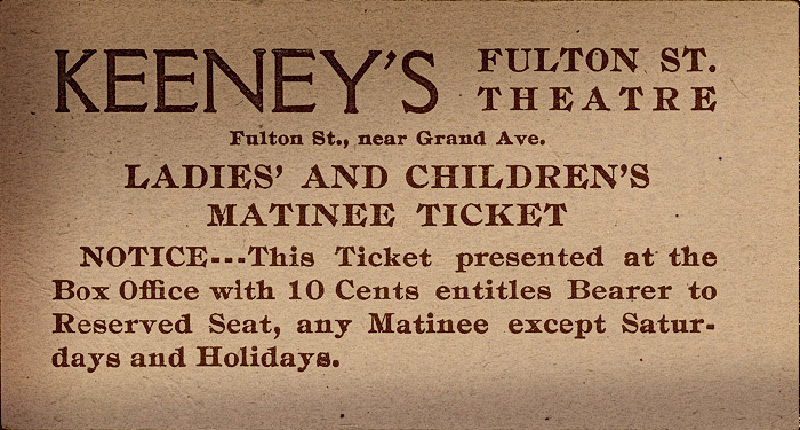 KEENEY'S FULTON ST. THEATRE
Fulton St., near Grand Ave.
LADIES' AND CHILDREN'S
MATINEE TICKET
NOTICE---This Ticket presented at the
Box Office with 10 Cents entitles Bearer to
Reserved Seat, any Matinee except Satur-
days and Holidays.